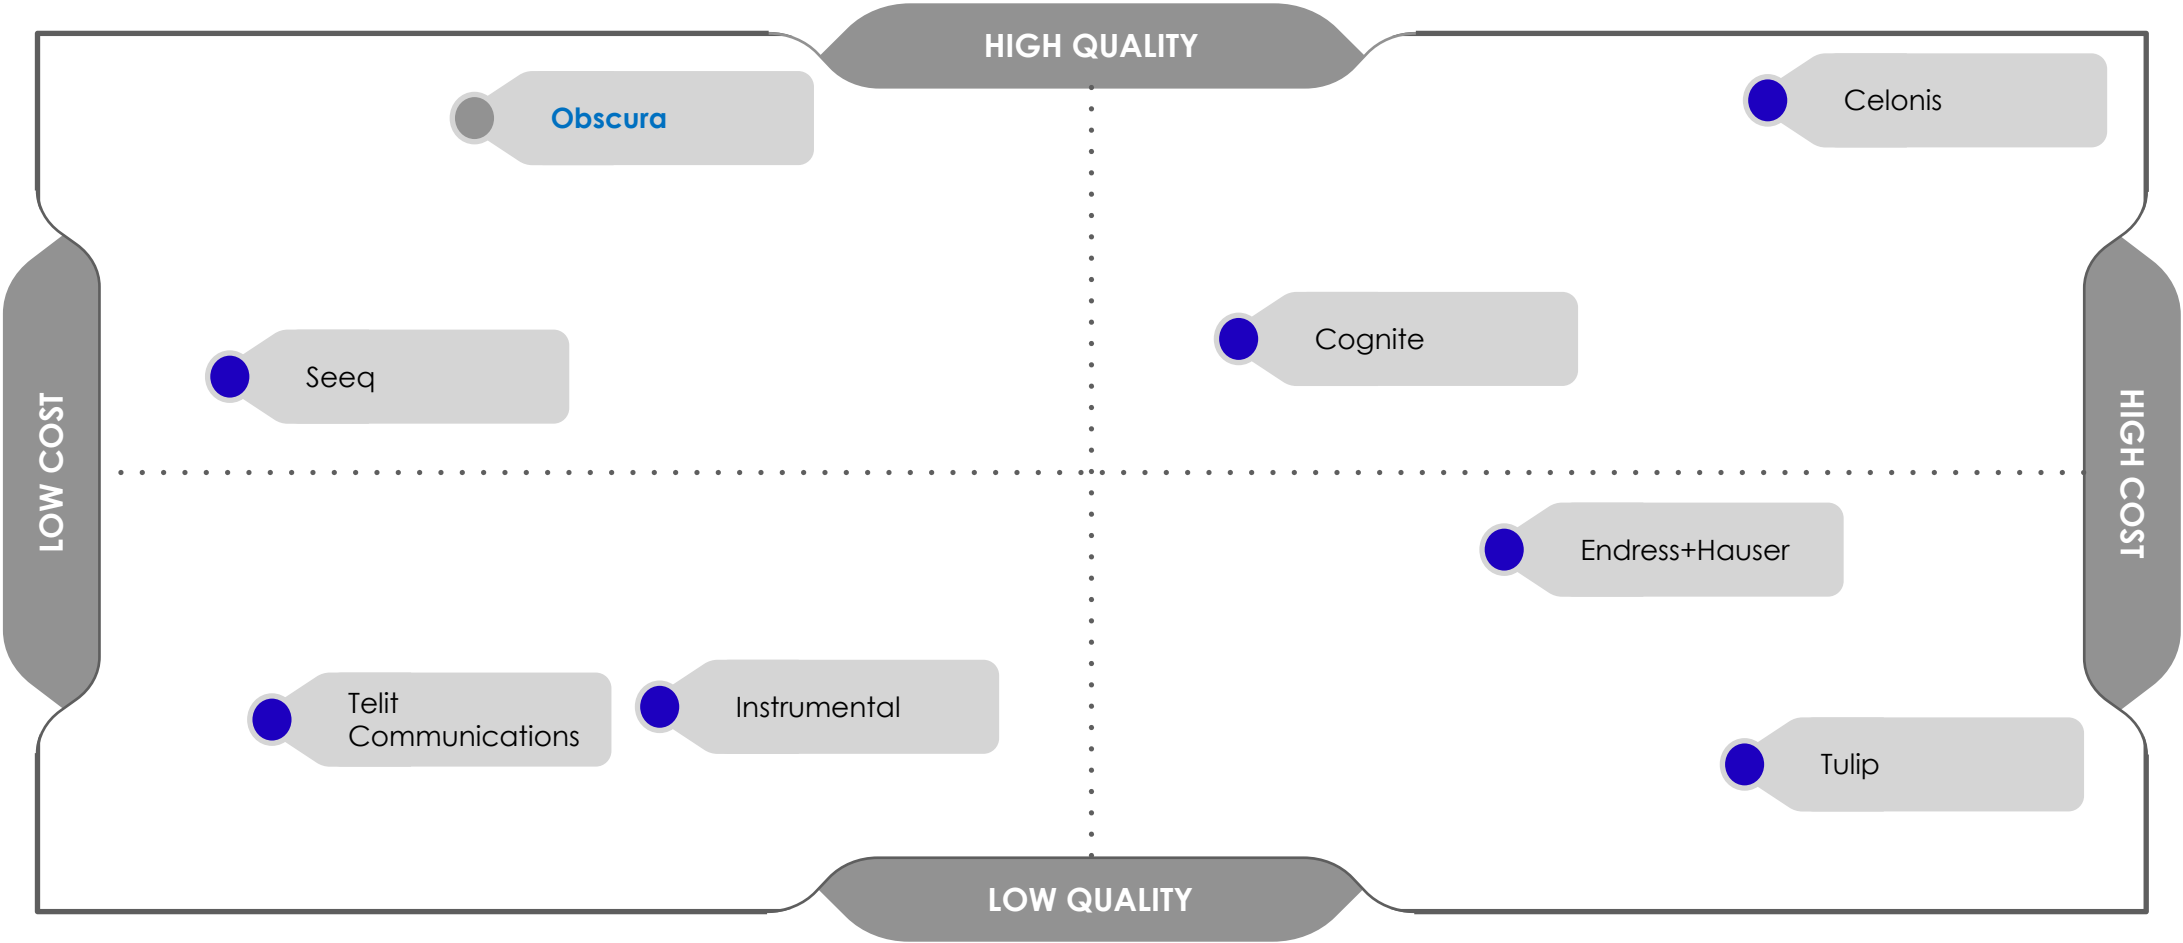 HIGH QUALITY
Obscura
Celonis
Cognite
Seeq
LOW COST
HIGH COST
Endress+Hauser
Telit
Communications
Instrumental
Tulip
LOW QUALITY